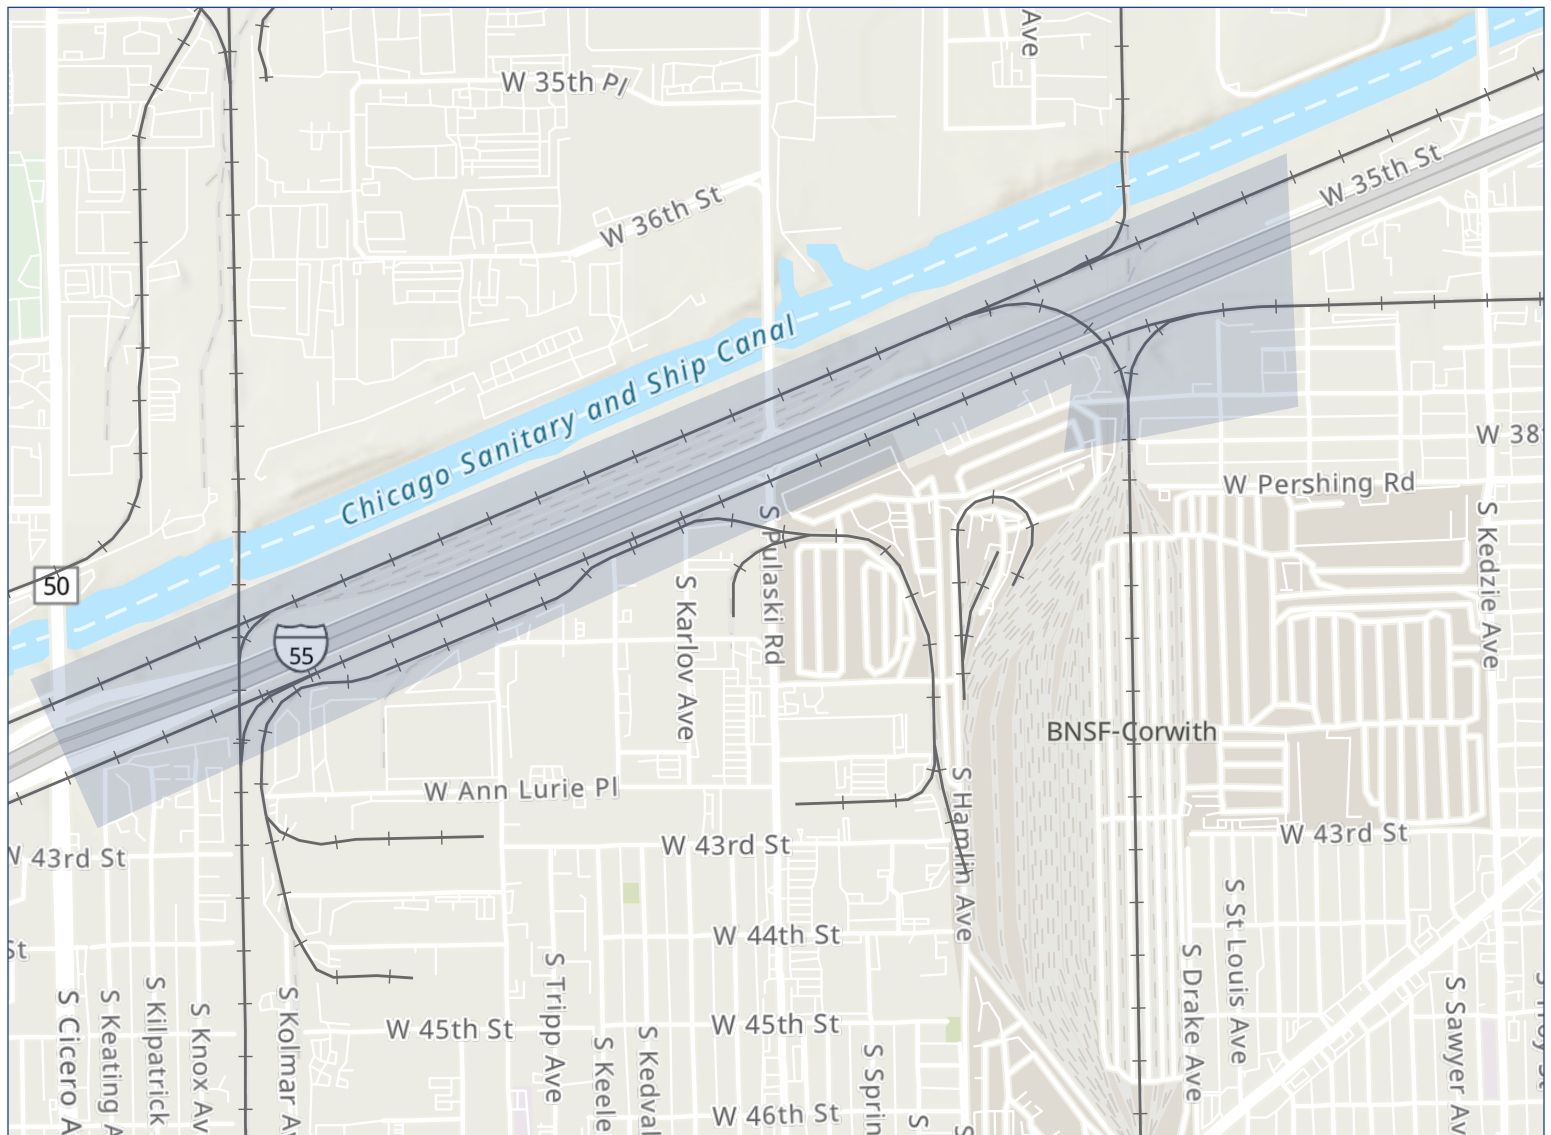 Ave
W 35th Pl
W 35th St
W 36th St
Chicago Sanitary and Ship Canal
W 38
W Pershing Rd
S Pulaski Rd
S Kedzie Ave
50
S Karlov Ave
55
BNSF-Corwith
W Ann Lurie Pl
S Hamlin Ave
W 43rd St
W 43rd St
W 43rd St
S St Louis Ave
W 44th St
St
S Drake Ave
S Tripp Ave
S Cicero A
S Keating A
S Kilpatrick
S Knox Av
S Kolmar Av
W 45th St
W 45th St
S Keele
S Kedval
S Sprin
S Sawyer Av
W 46th St
S
S